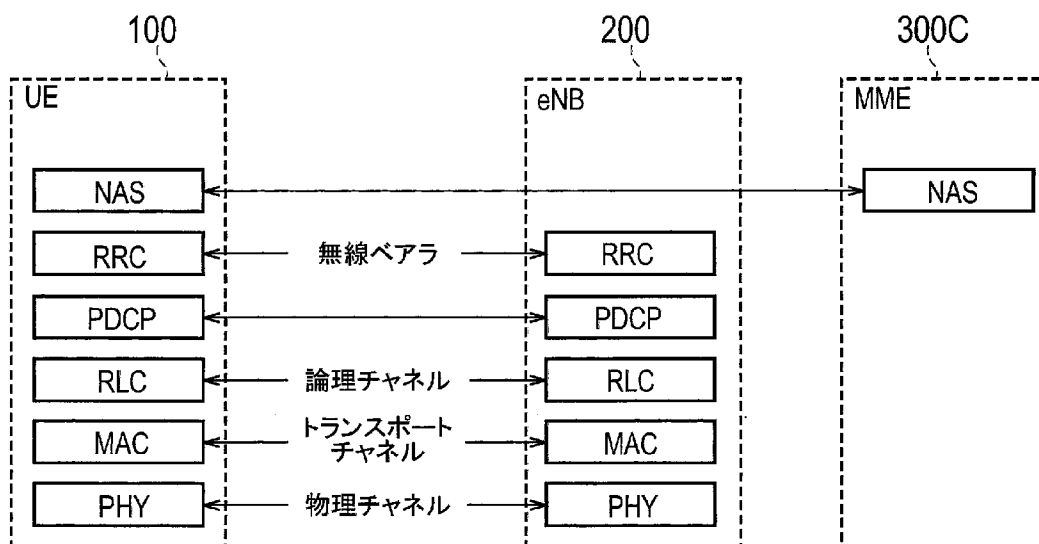 100
200
300C
UE
eNB
MME
NAS
NAS
RRC
無線ベアラ
RRC
PDCP
PDCP
RLC
論理チャネル
RLC
MAC
トランスポート
チャネル
MAC
PHY
物理チャネル
PHY